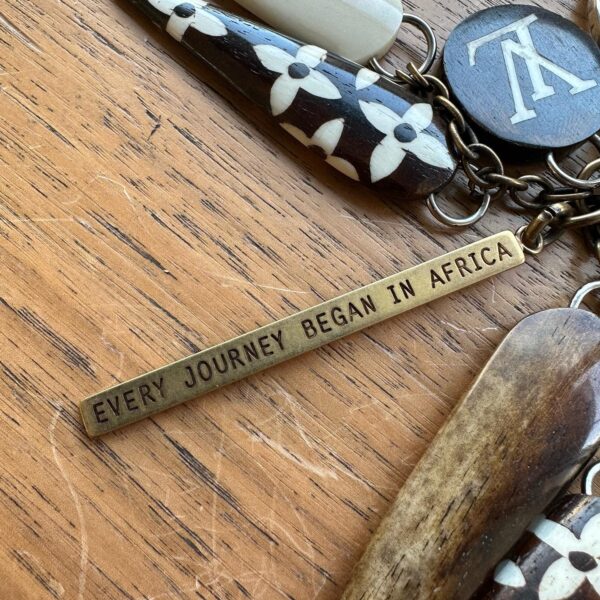 LV
EVERY JOURNEY BEGAN IN AFRICA